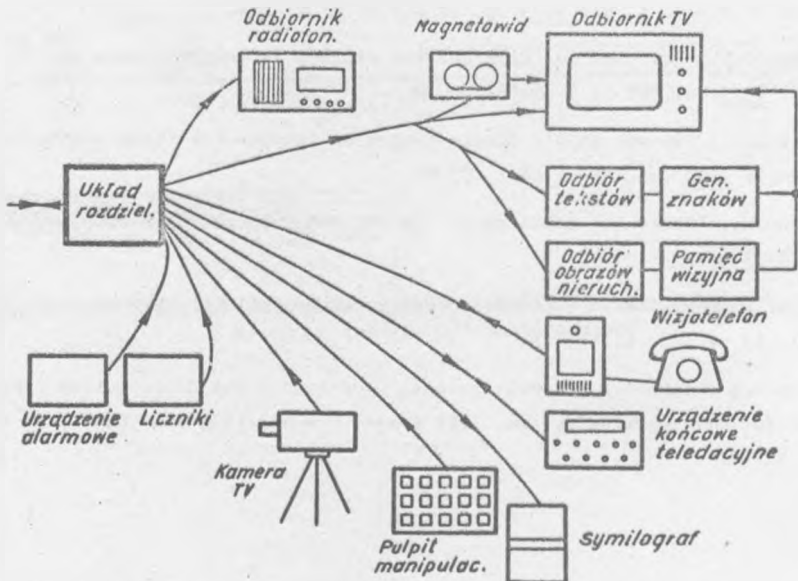 Odbiornik
radiofon.
Magnetowid
Odbiornik TV
Układ
rozdziel.
Odbiór
tekstów
Gen.
znaków
Odbiór
obrazów
nieruch.
Pamięć
wizyjna
Wizjotelefon
Urządzenie
alarmowe
Liczniki
Kamera
TV
Urządzenie
końcowe
teledacyjne
Pulpit
manipulac.
Symilograf